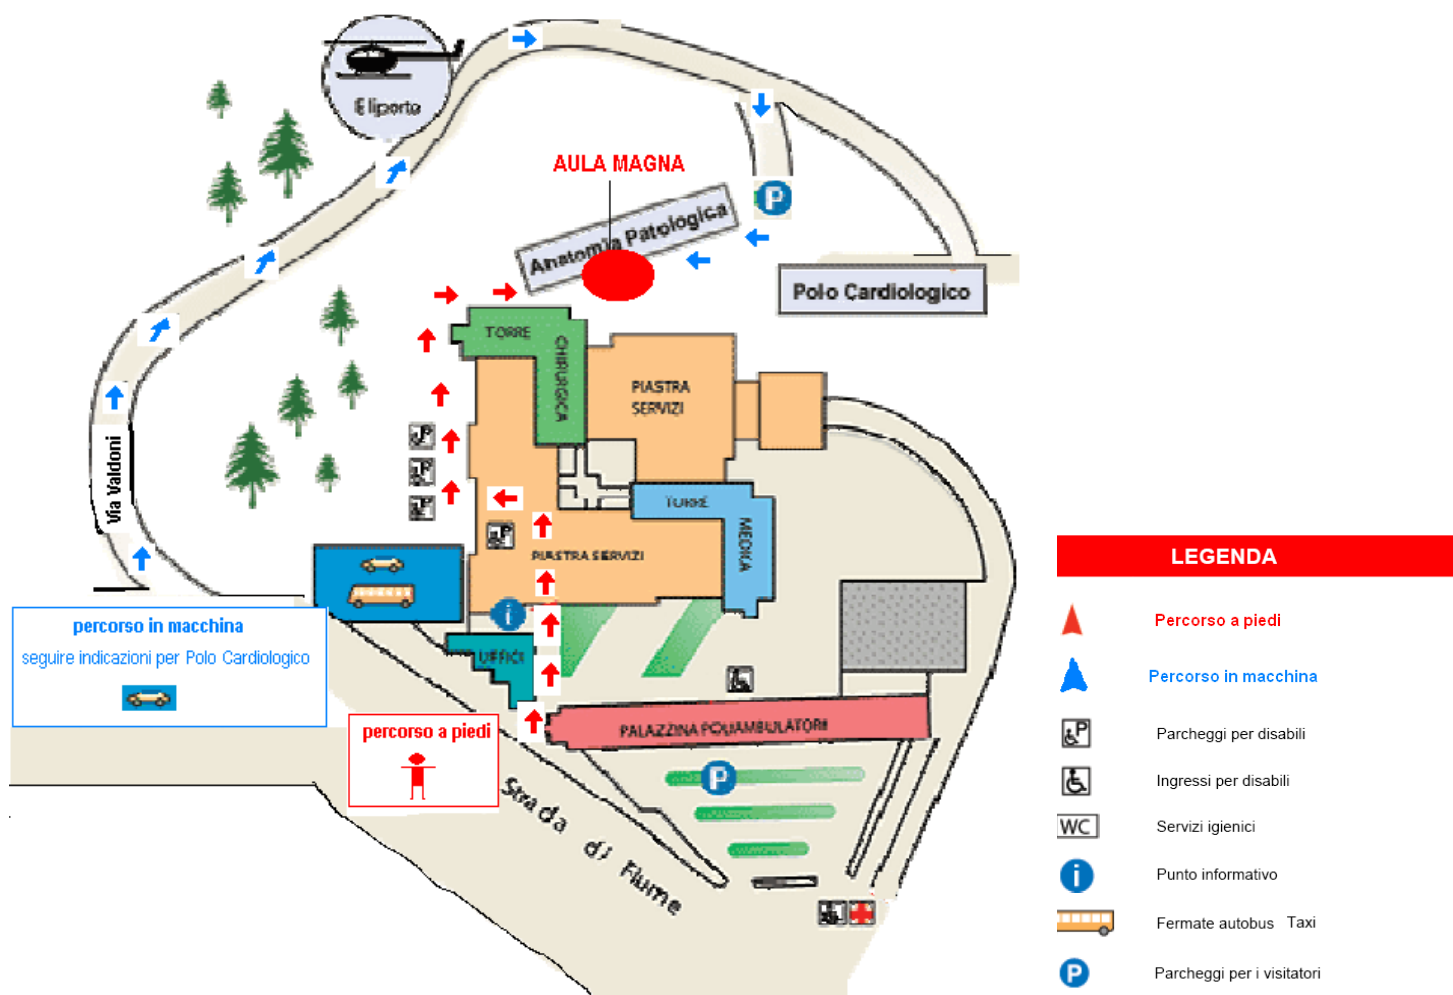 Eliporto
AULA MAGNA
P
Anatomia Patologica
Polo Cardiologico
TORRE
CHIRURGICA
PIASTRA
SERVIZI
Via Valdoni
P
P
P
TORRE
MEDICA
P
PIASTRA SERVIZI
i
UFFICI
percorso in macchina
seguire indicazioni per Polo Cardiologico
percorso a piedi
PALAZZINA POLIAMBULATORI
P
Strada di Fiume
LEGENDA
Percorso a piedi
Percorso in macchina
P Parcheggi per disabili
Ingressi per disabili
WC Servizi igienici
i Punto informativo
Fermate autobus Taxi
P Parcheggi per i visitatori